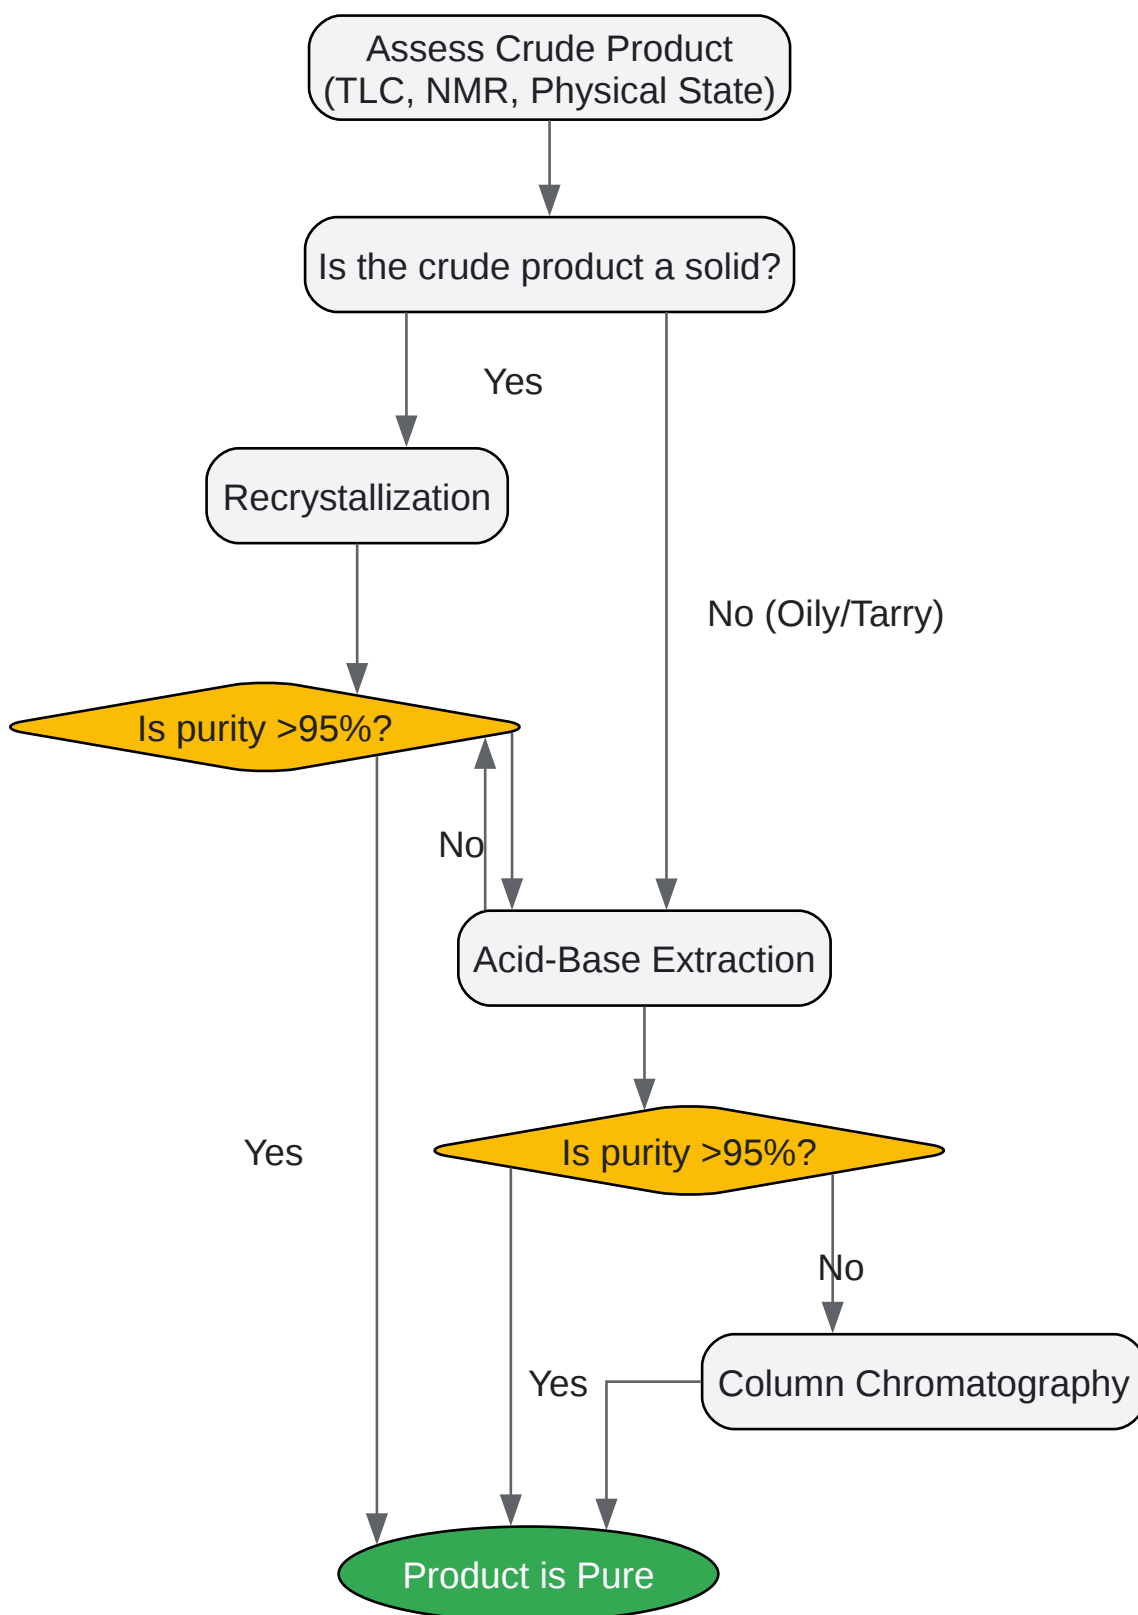 Assess Crude Product
(TLC, NMR, Physical State)
Is the crude product a solid?
Yes
Recrystallization
No (Oily/Tarry)
Is purity >95%?
No
Acid-Base Extraction
Yes
Is purity >95%?
No
Yes
Column Chromatography
Product is Pure